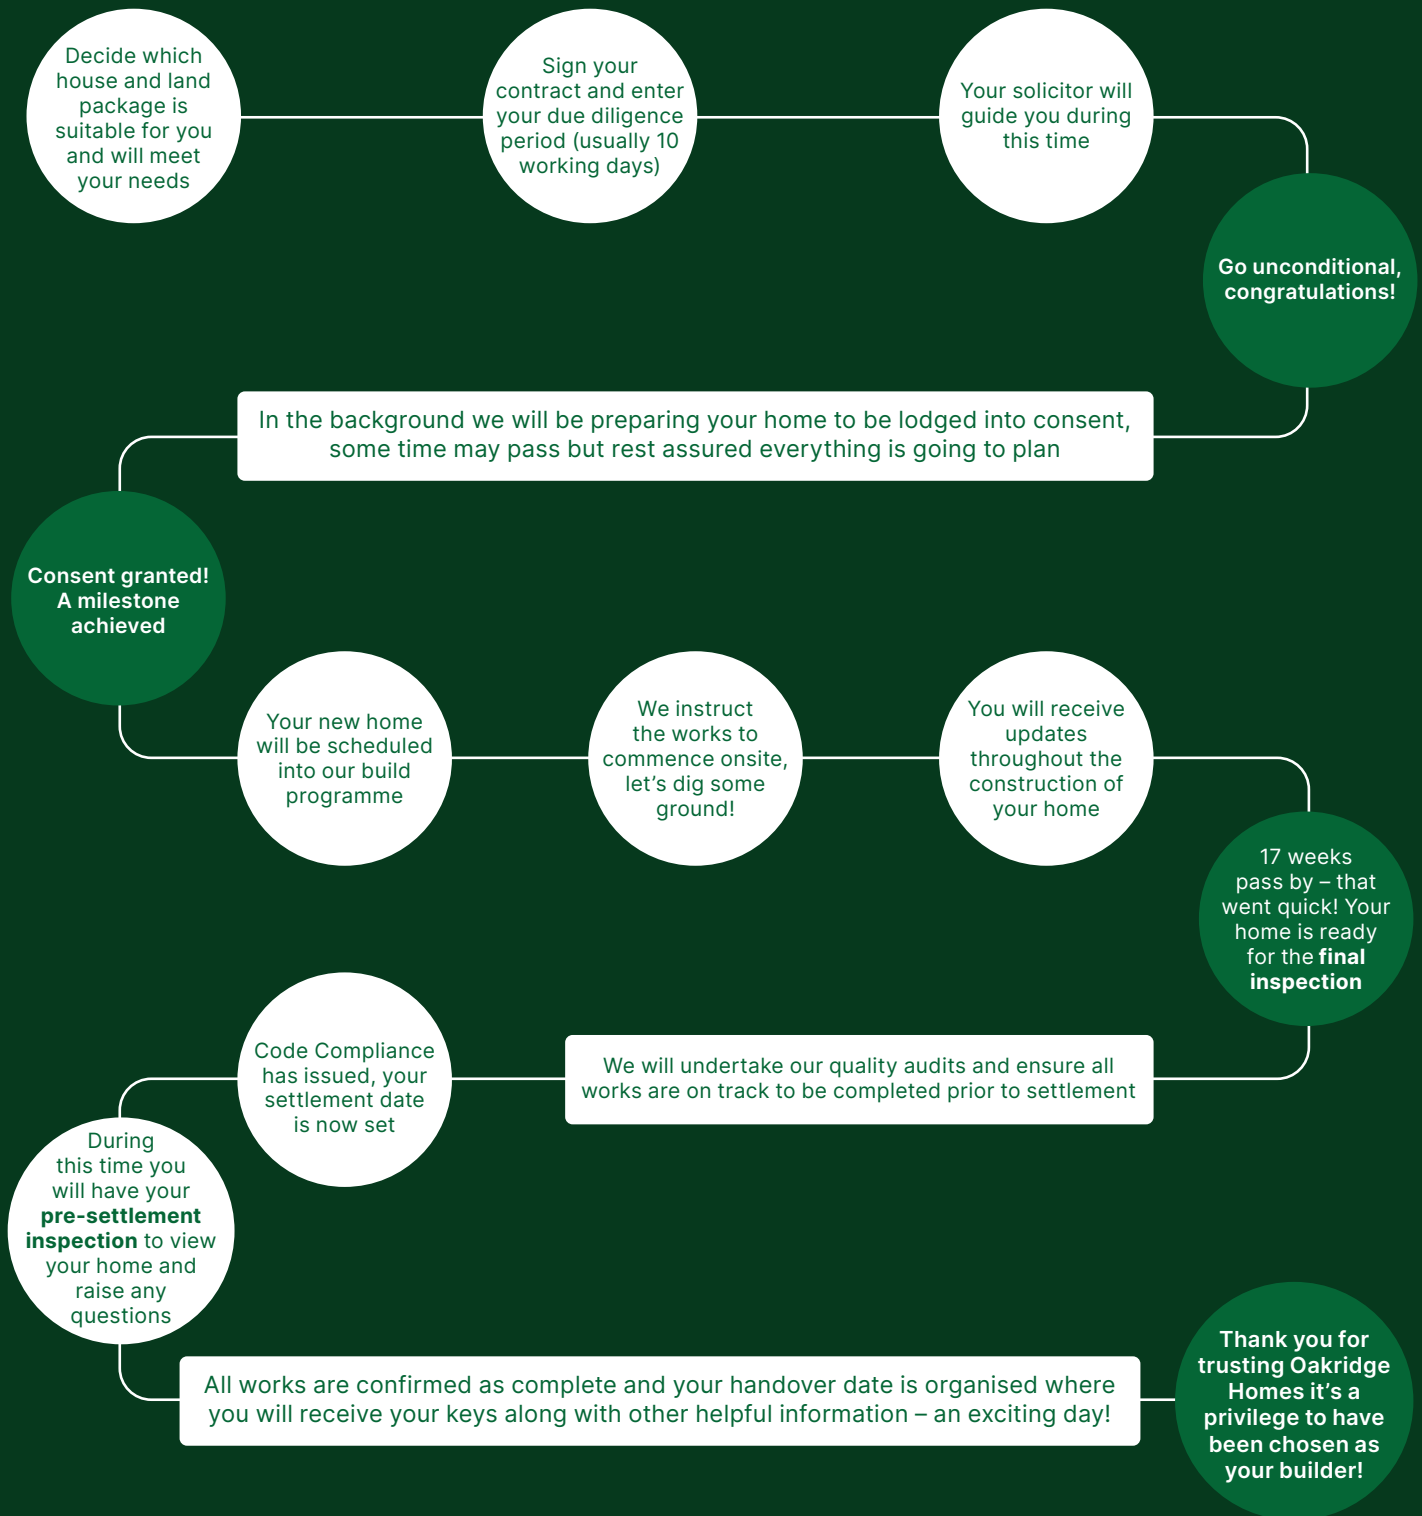 Decide which
house and land
package is
suitable for you
and will meet
your needs
Sign your
contract and enter
your due diligence
period (usually 10
working days)
Your solicitor will
guide you during
this time
Go unconditional,
congratulations!
In the background we will be preparing your home to be lodged into consent,
some time may pass but rest assured everything is going to plan
Consent granted!
A milestone
achieved
Your new home
will be scheduled
into our build
programme
We instruct
the works to
commence onsite,
let’s dig some
ground!
You will receive
updates
throughout the
construction of
your home
17 weeks
pass by – that
went quick! Your
home is ready
for the final
inspection
We will undertake our quality audits and ensure all
works are on track to be completed prior to settlement
Code Compliance
has issued, your
settlement date
is now set
During
this time you
will have your
pre-settlement
inspection to view
your home and
raise any
questions
All works are confirmed as complete and your handover date is organised where
you will receive your keys along with other helpful information – an exciting day!
Thank you for
trusting Oakridge
Homes it’s a
privilege to have
been chosen as
your builder!